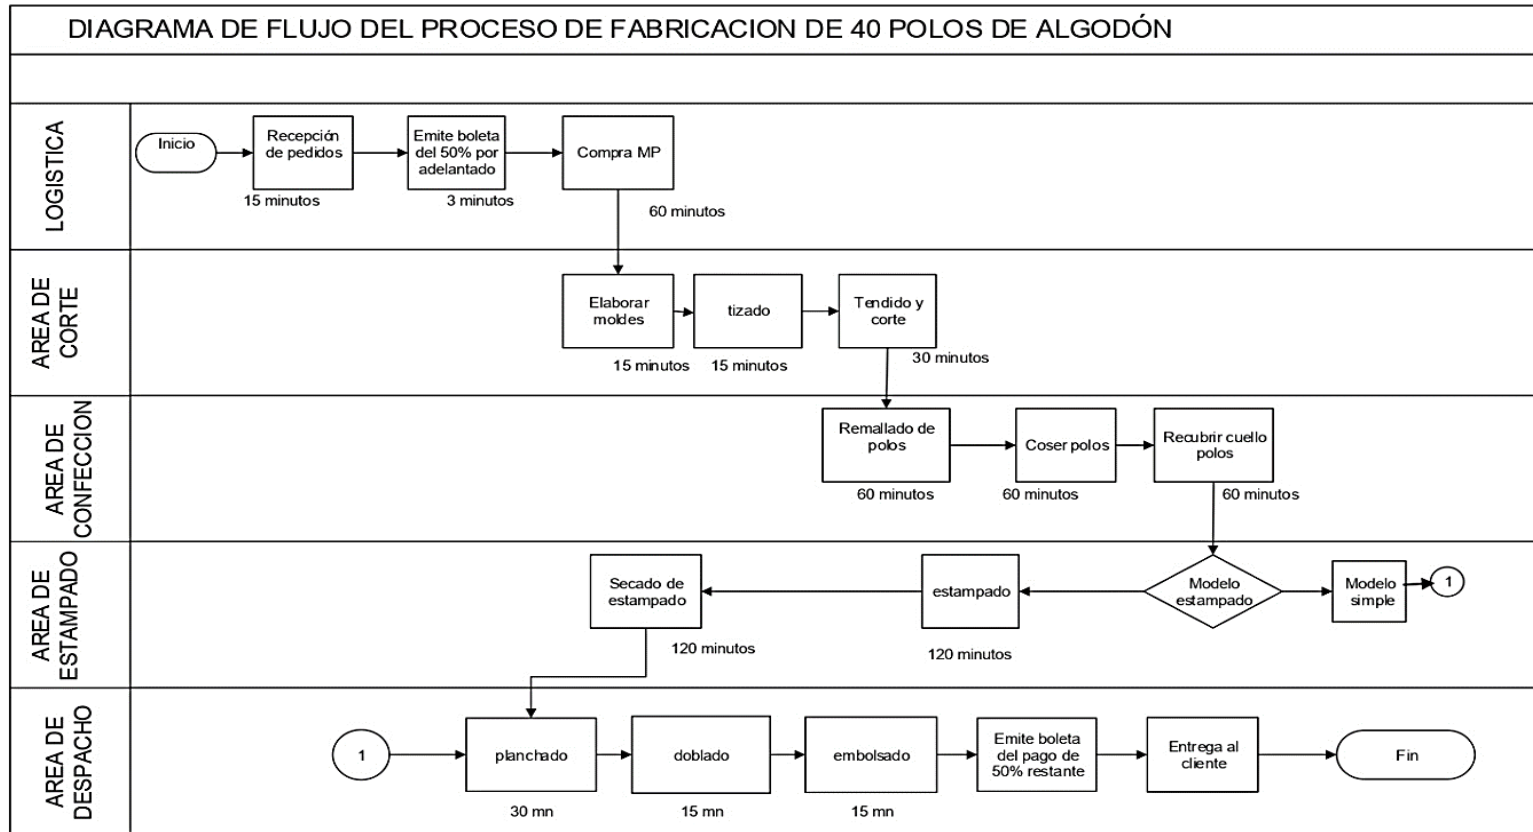 DIAGRAMA DE FLUJO DEL PROCESO DE FABRICACION DE 40 POLOS DE ALGODÓN
LOGISTICA
Inicio
Recepción
de pedidos
15 minutos
Emite boleta
del 50% por
adelantado
3 minutos
Compra MP
60 minutos
AREA DE
CORTE
Elaborar
moldes
15 minutos
tizado
15 minutos
Tendido y
corte
30 minutos
AREA DE
CONFECCION
Remallado de
polos
60 minutos
Coser polos
60 minutos
Recubrir cuello
polos
60 minutos
AREA DE
ESTAMPADO
Secado de
estampado
120 minutos
estampado
120 minutos
Modelo
estampado
Modelo
simple
1
AREA DE
DESPACHO
1
planchado
30 mn
doblado
15 mn
embolsado
15 mn
Emite boleta
del pago de
50% restante
Entrega al
cliente
Fin